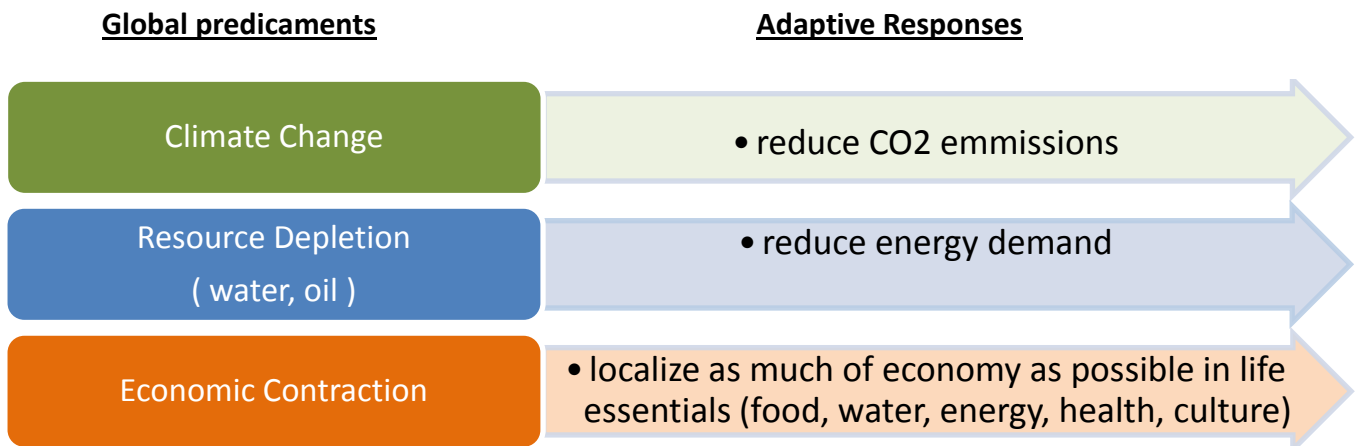 Global predicaments
Adaptive Responses
Climate Change
• reduce CO2 emmissions
Resource Depletion
( water, oil )
• reduce energy demand
Economic Contraction
• localize as much of economy as possible in life
essentials (food, water, energy, health, culture)